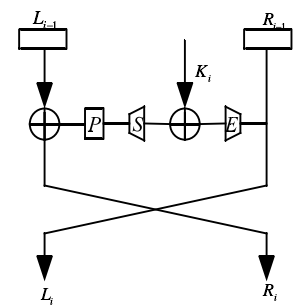 L_{i-1} R_{i-1}
K_i
P S E
L_i R_i